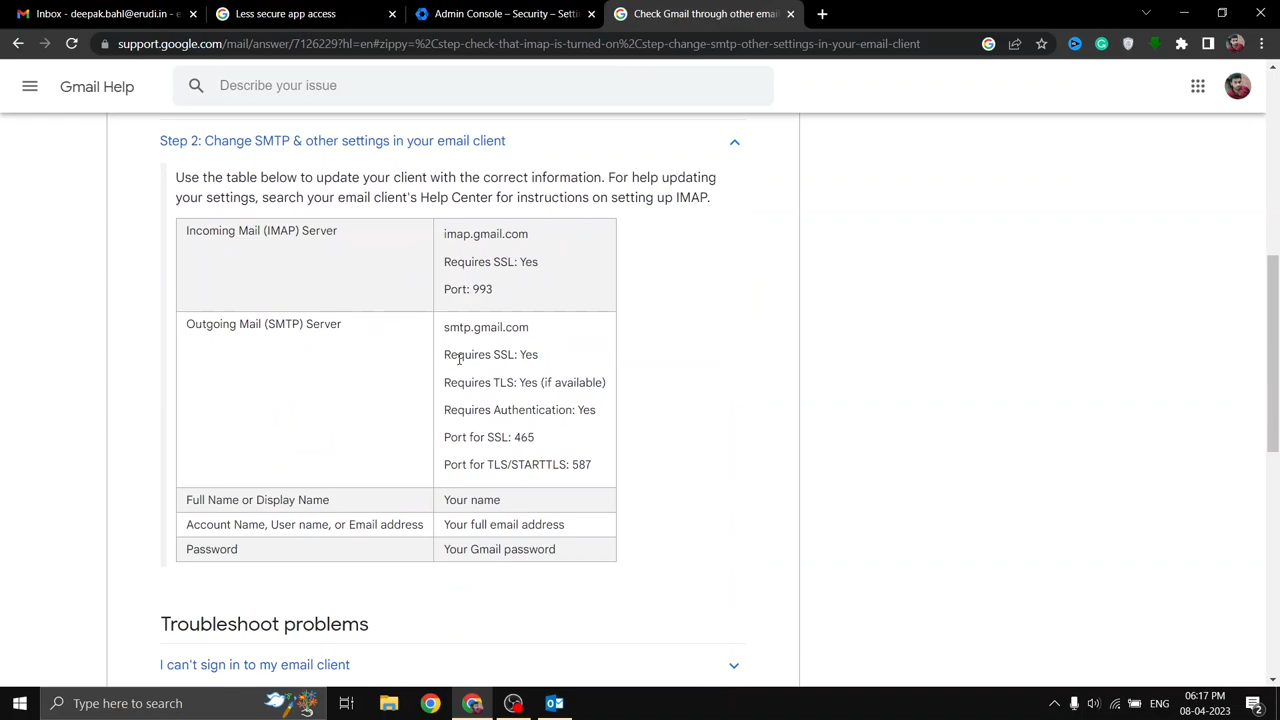 Inbox - deepak.bahl@erudi.in -
Less secure app access
Admin Console – Security – Setti
Check Gmail through other emai
support.google.com/mail/answer/7126229?hl=en#zippy=%2Cstep-check-that-imap-is-turned-on%2Cstep-change-smtp-other-settings-in-your-email-client
Gmail Help
Describe your issue
Step 2: Change SMTP & other settings in your email client
Use the table below to update your client with the correct information. For help updating
your settings, search your email client's Help Center for instructions on setting up IMAP.
Incoming Mail (IMAP) Server
imap.gmail.com
Requires SSL: Yes
Port: 993
Outgoing Mail (SMTP) Server
smtp.gmail.com
Requires SSL: Yes
Requires TLS: Yes (if available)
Requires Authentication: Yes
Port for SSL: 465
Port for TLS/STARTTLS: 587
Full Name or Display Name
Your name
Account Name, User name, or Email address
Your full email address
Password
Your Gmail password
Troubleshoot problems
I can't sign in to my email client
Type here to search
ENG
06:17 PM
08-04-2023
2